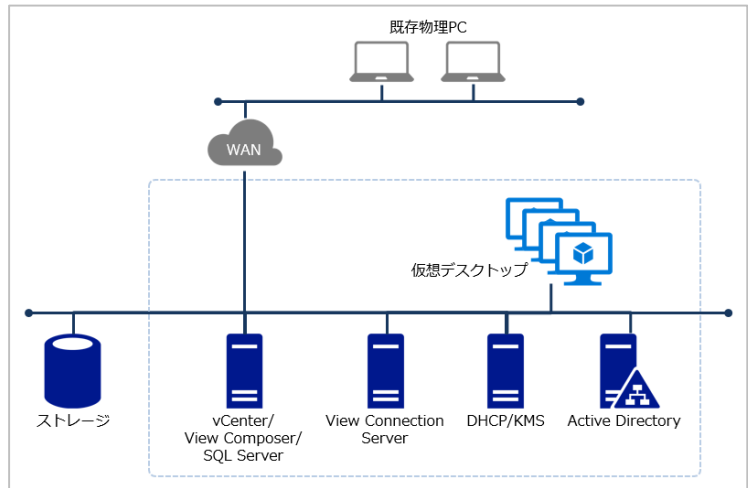 既存物理PC
WAN
仮想デスクトップ
ストレージ
vCenter/
View Composer/
SQL Server
View Connection
Server
DHCP/KMS
Active Directory